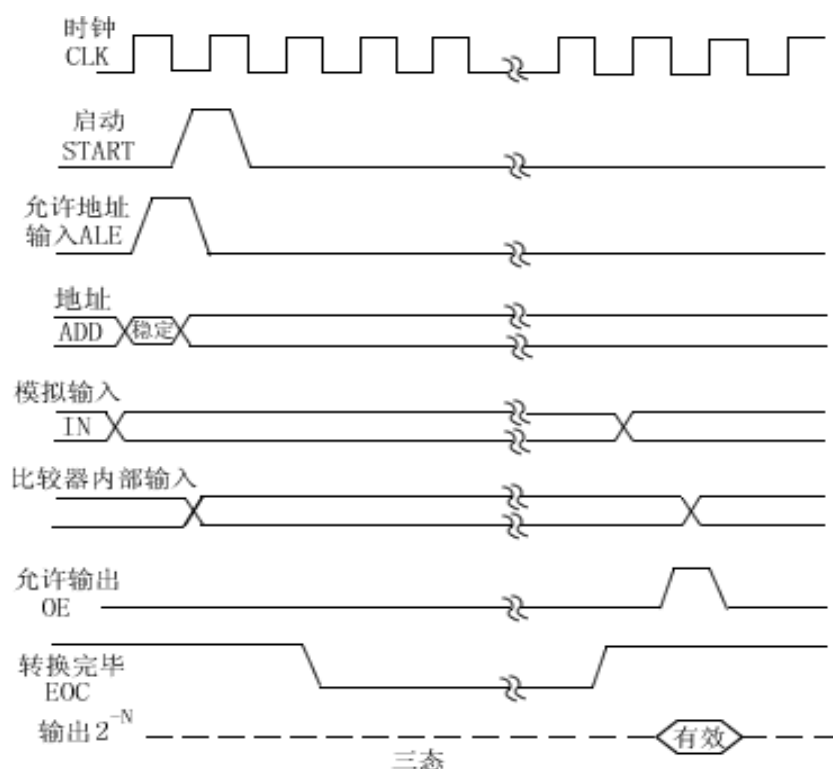 时钟
CLK
启动
START
允许地址
输入ALE
地址
ADD
稳定
模拟输入
IN
比较器内部输入
允许输出
OE
转换完毕
EOC
输出2⁻ᴺ
有效
三态